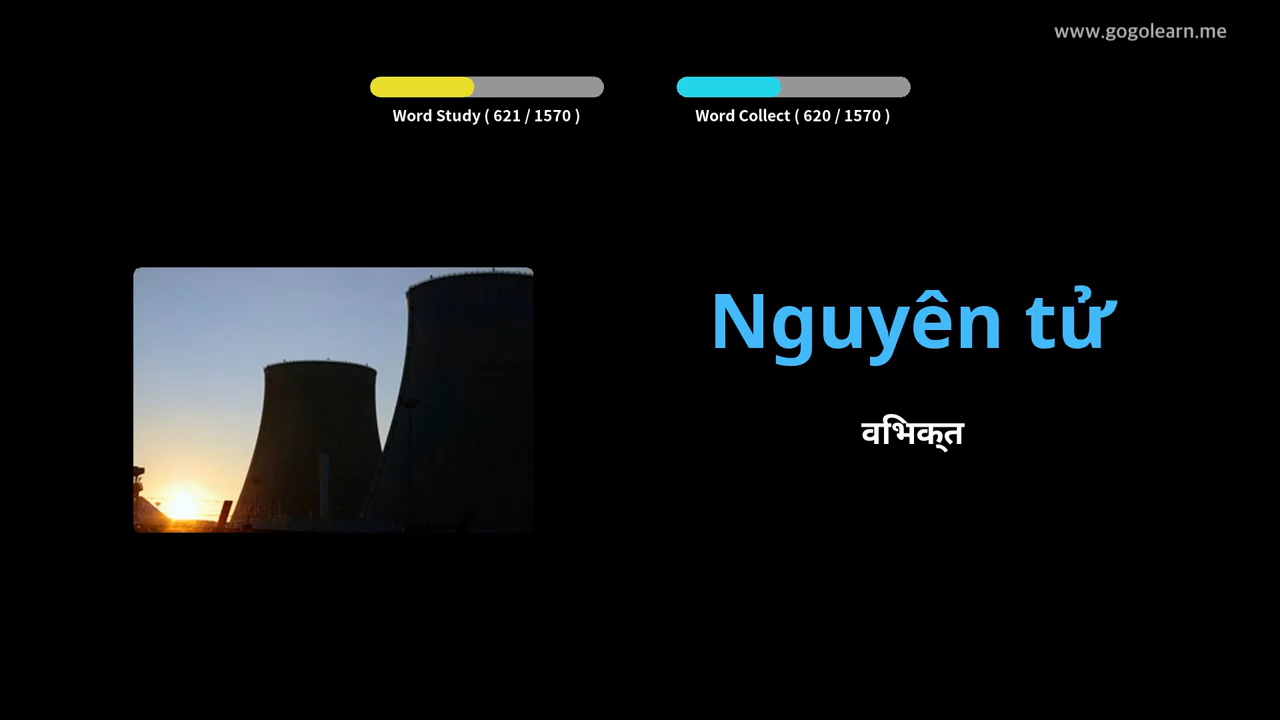 www.gogolearn.me
Word Study ( 621 / 1570 )
Word Collect ( 620 / 1570 )
Nguyên tử
वभिक्त